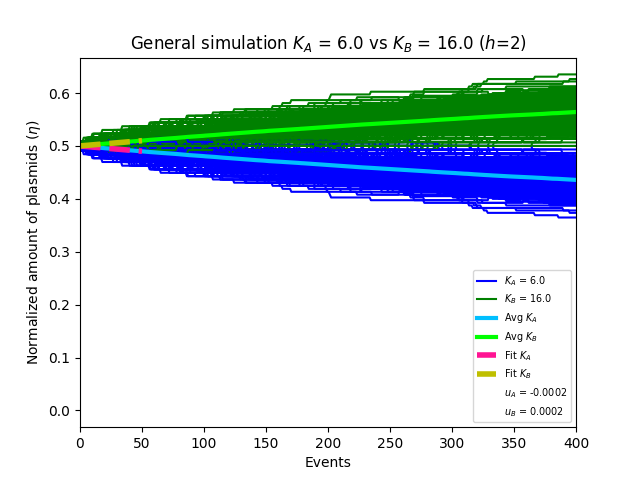 General simulation K_A = 6.0 vs K_B = 16.0 (h=2)
Normalized amount of plasmids (η)
0.6
0.5
0.4
0.3
0.2
0.1
0.0
K_A = 6.0
K_B = 16.0
Avg K_A
Avg K_B
Fit K_A
Fit K_B
u_A = -0.0002
u_B = 0.0002
0 50 100 150 200 250 300 350 400
Events